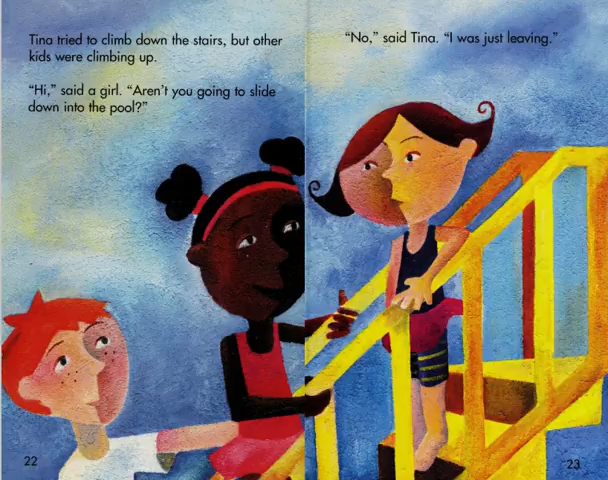 Tina tried to climb down the stairs, but other
kids were climbing up.
“Hi,” said a girl. “Aren’t you going to slide
down into the pool?”
“No,” said Tina. “I was just leaving.”
22
23